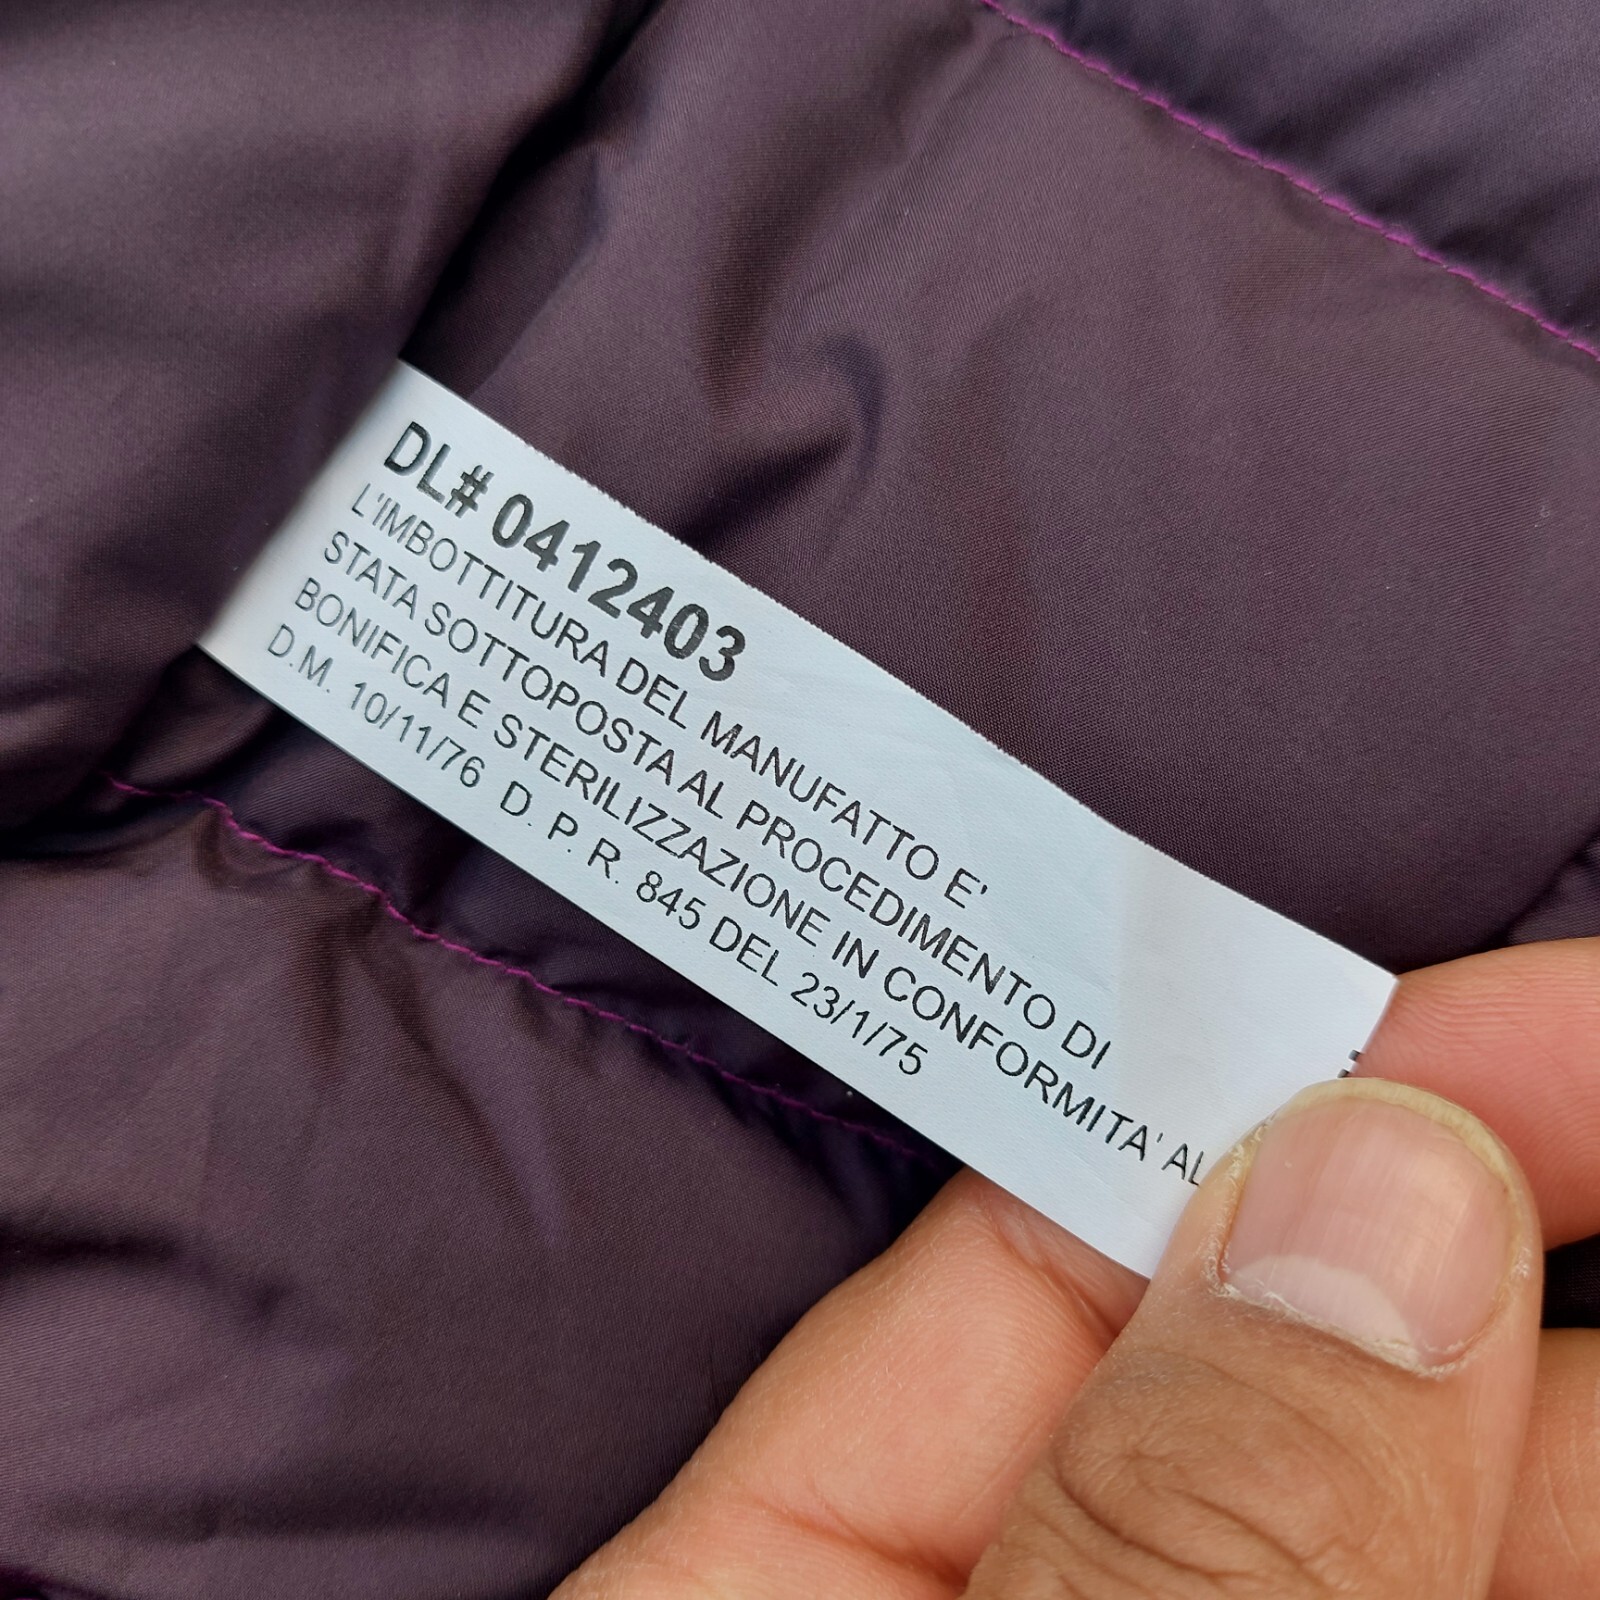 DL# 0412403
L'IMBOTTITURA DEL MANUFATTO E'
STATA SOTTOPOSTA AL PROCEDIMENTO DI
BONIFICA E STERILIZZAZIONE IN CONFORMITA' AL
D.M. 10/11/76 D. P. R. 845 DEL 23/1/75